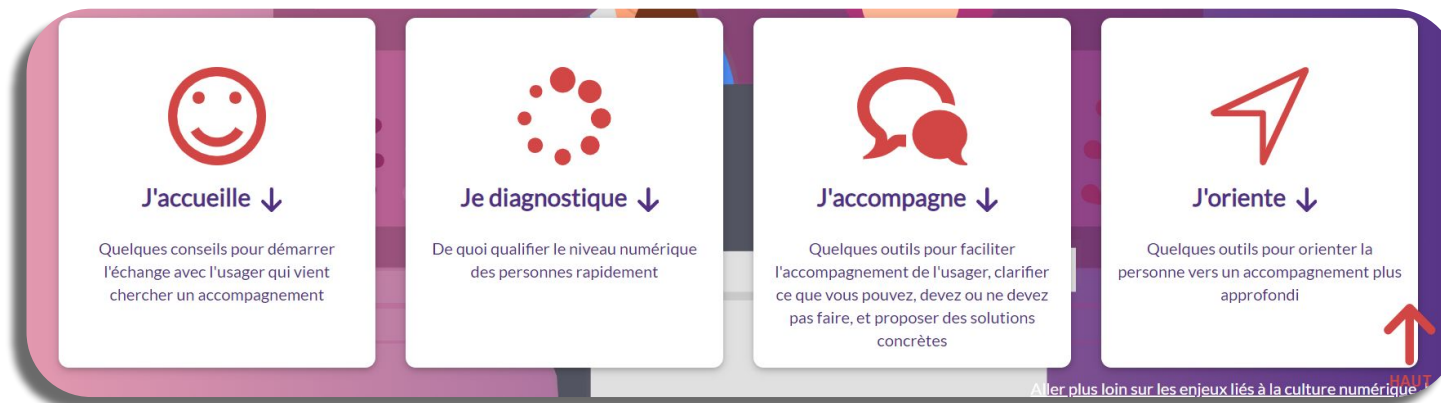 J'accueille ↓
Quelques conseils pour démarrer
l'échange avec l'usager qui vient
chercher un accompagnement
Je diagnostique ↓
De quoi qualifier le niveau numérique
des personnes rapidement
J'accompagne ↓
Quelques outils pour faciliter
l'accompagnement de l'usager, clarifier
ce que vous pouvez, devez ou ne devez
pas faire, et proposer des solutions
concrètes
J'oriente ↓
Quelques outils pour orienter la
personne vers un accompagnement plus
approfondi
HAUT
Aller plus loin sur les enjeux liés à la culture numérique